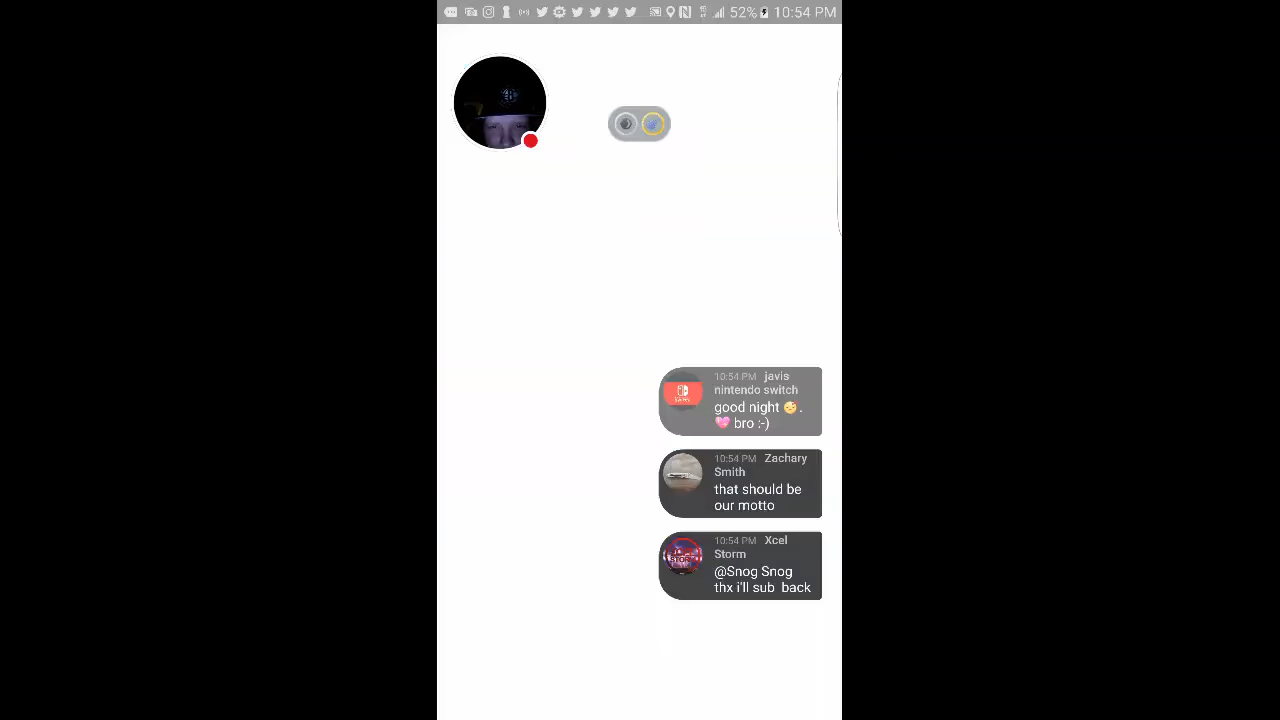 52% 10:54 PM
10:54 PM javis
nintendo switch
good night 😴.
💖 bro :-)
10:54 PM Zachary
Smith
that should be
our motto
10:54 PM Xcel
Storm
@Snog Snog
thx i'll sub back